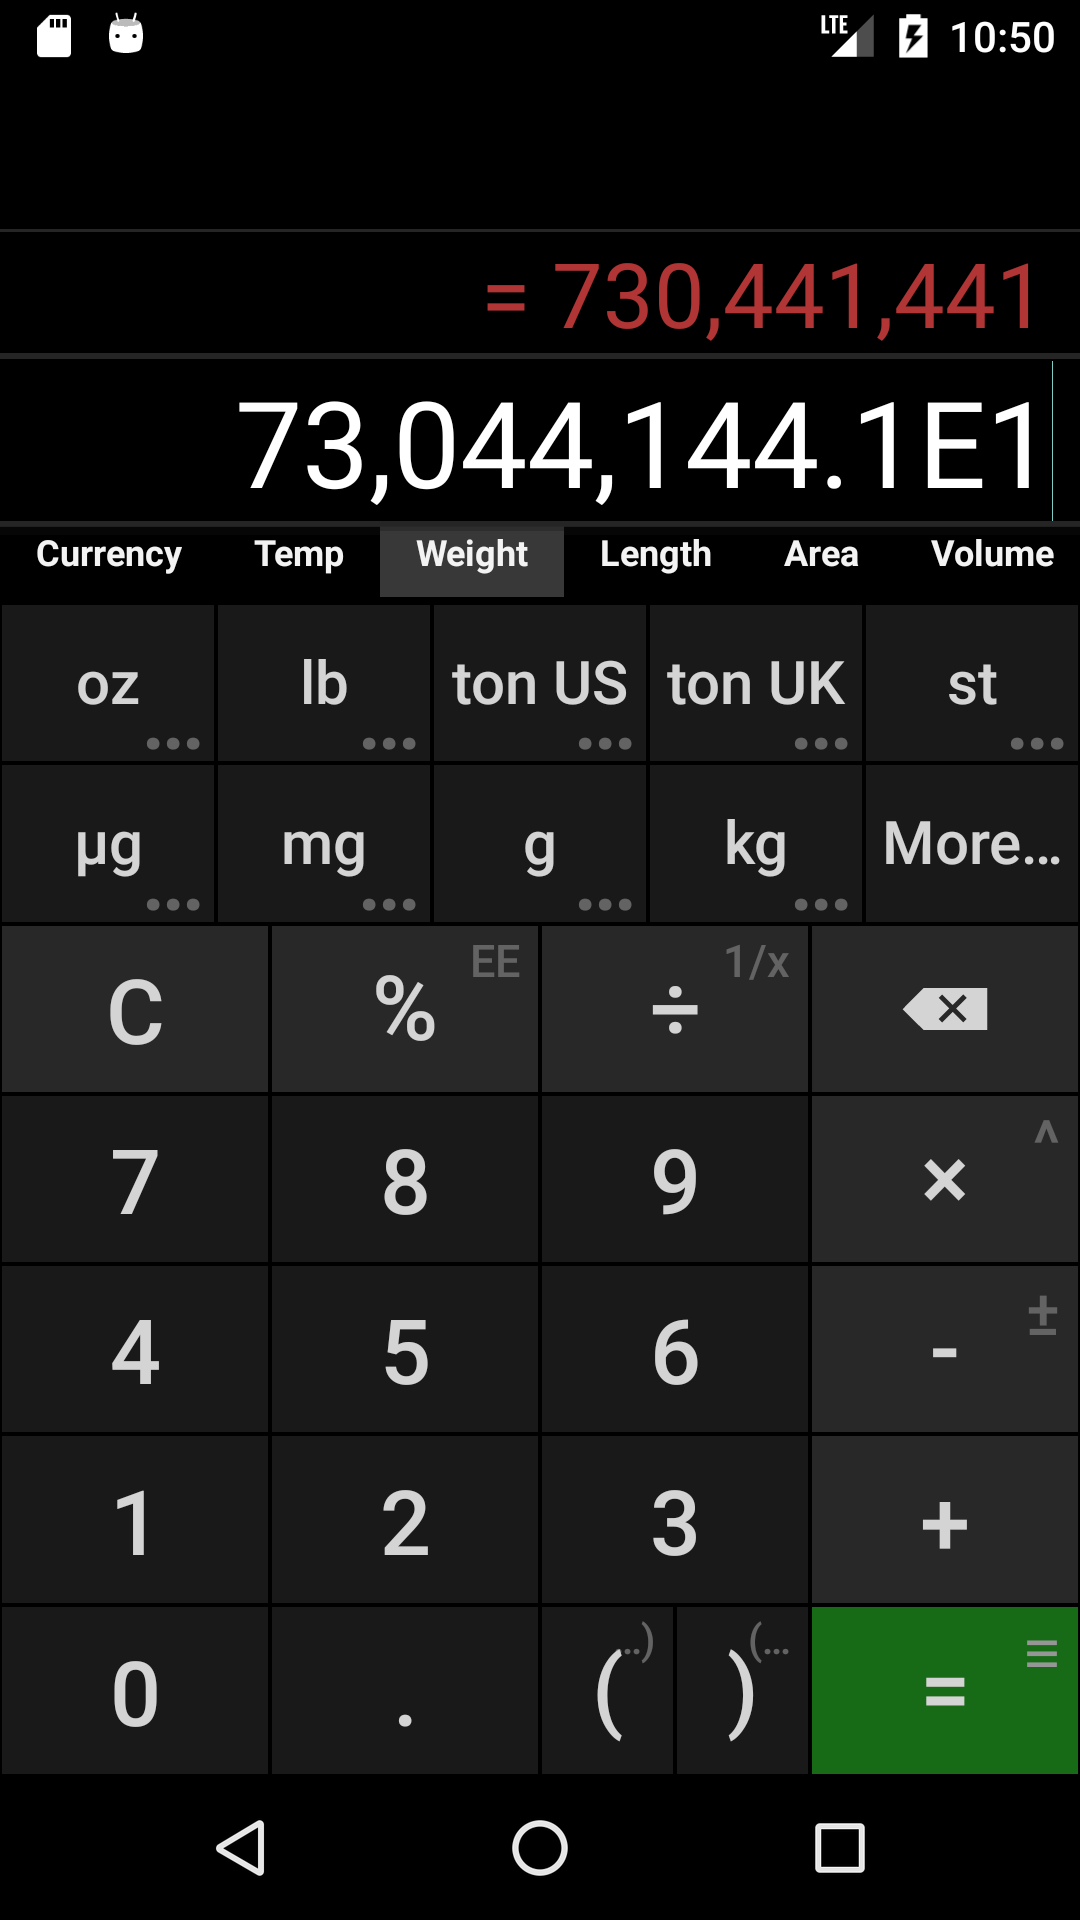 LTE 10:50
= 730,441,441
73,044,144.1E1
Currency Temp Weight Length Area Volume
oz lb ton US ton UK st
µg mg g kg More...
C % EE ÷ 1/x
7 8 9 × ^
4 5 6 - ±
1 2 3 +
0 . ( ..) ) (... =